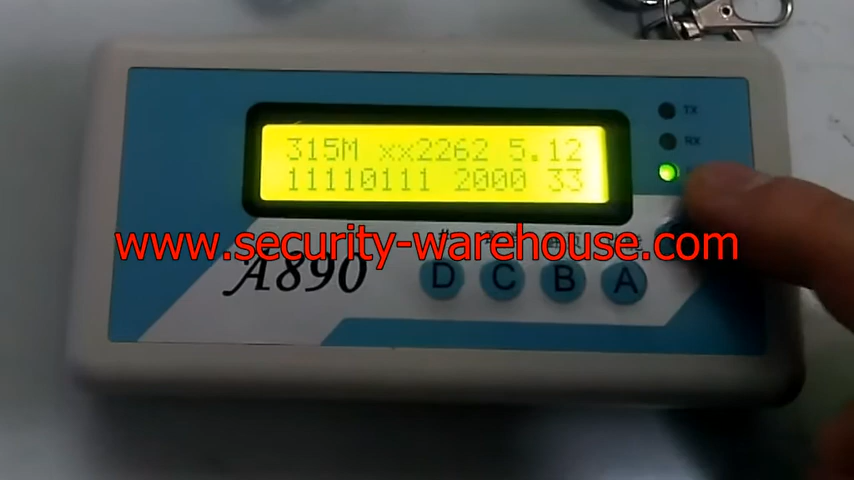 TX
315M xx2262 5.12
RX
11110111 2000 33
www.security-warehouse.com
A890
D C B A